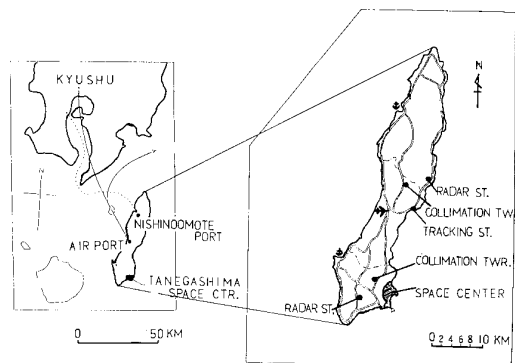 KYUSHU
N
NISHINOOMOTE
PORT
AIR PORT
TANEGASHIMA
SPACE CTR.
0 50 KM
N
RADAR ST.
COLLIMATION TW.
TRACKING ST.
COLLIMATION TWR.
SPACE CENTER
RADAR ST.
0 2 4 6 8 10 KM